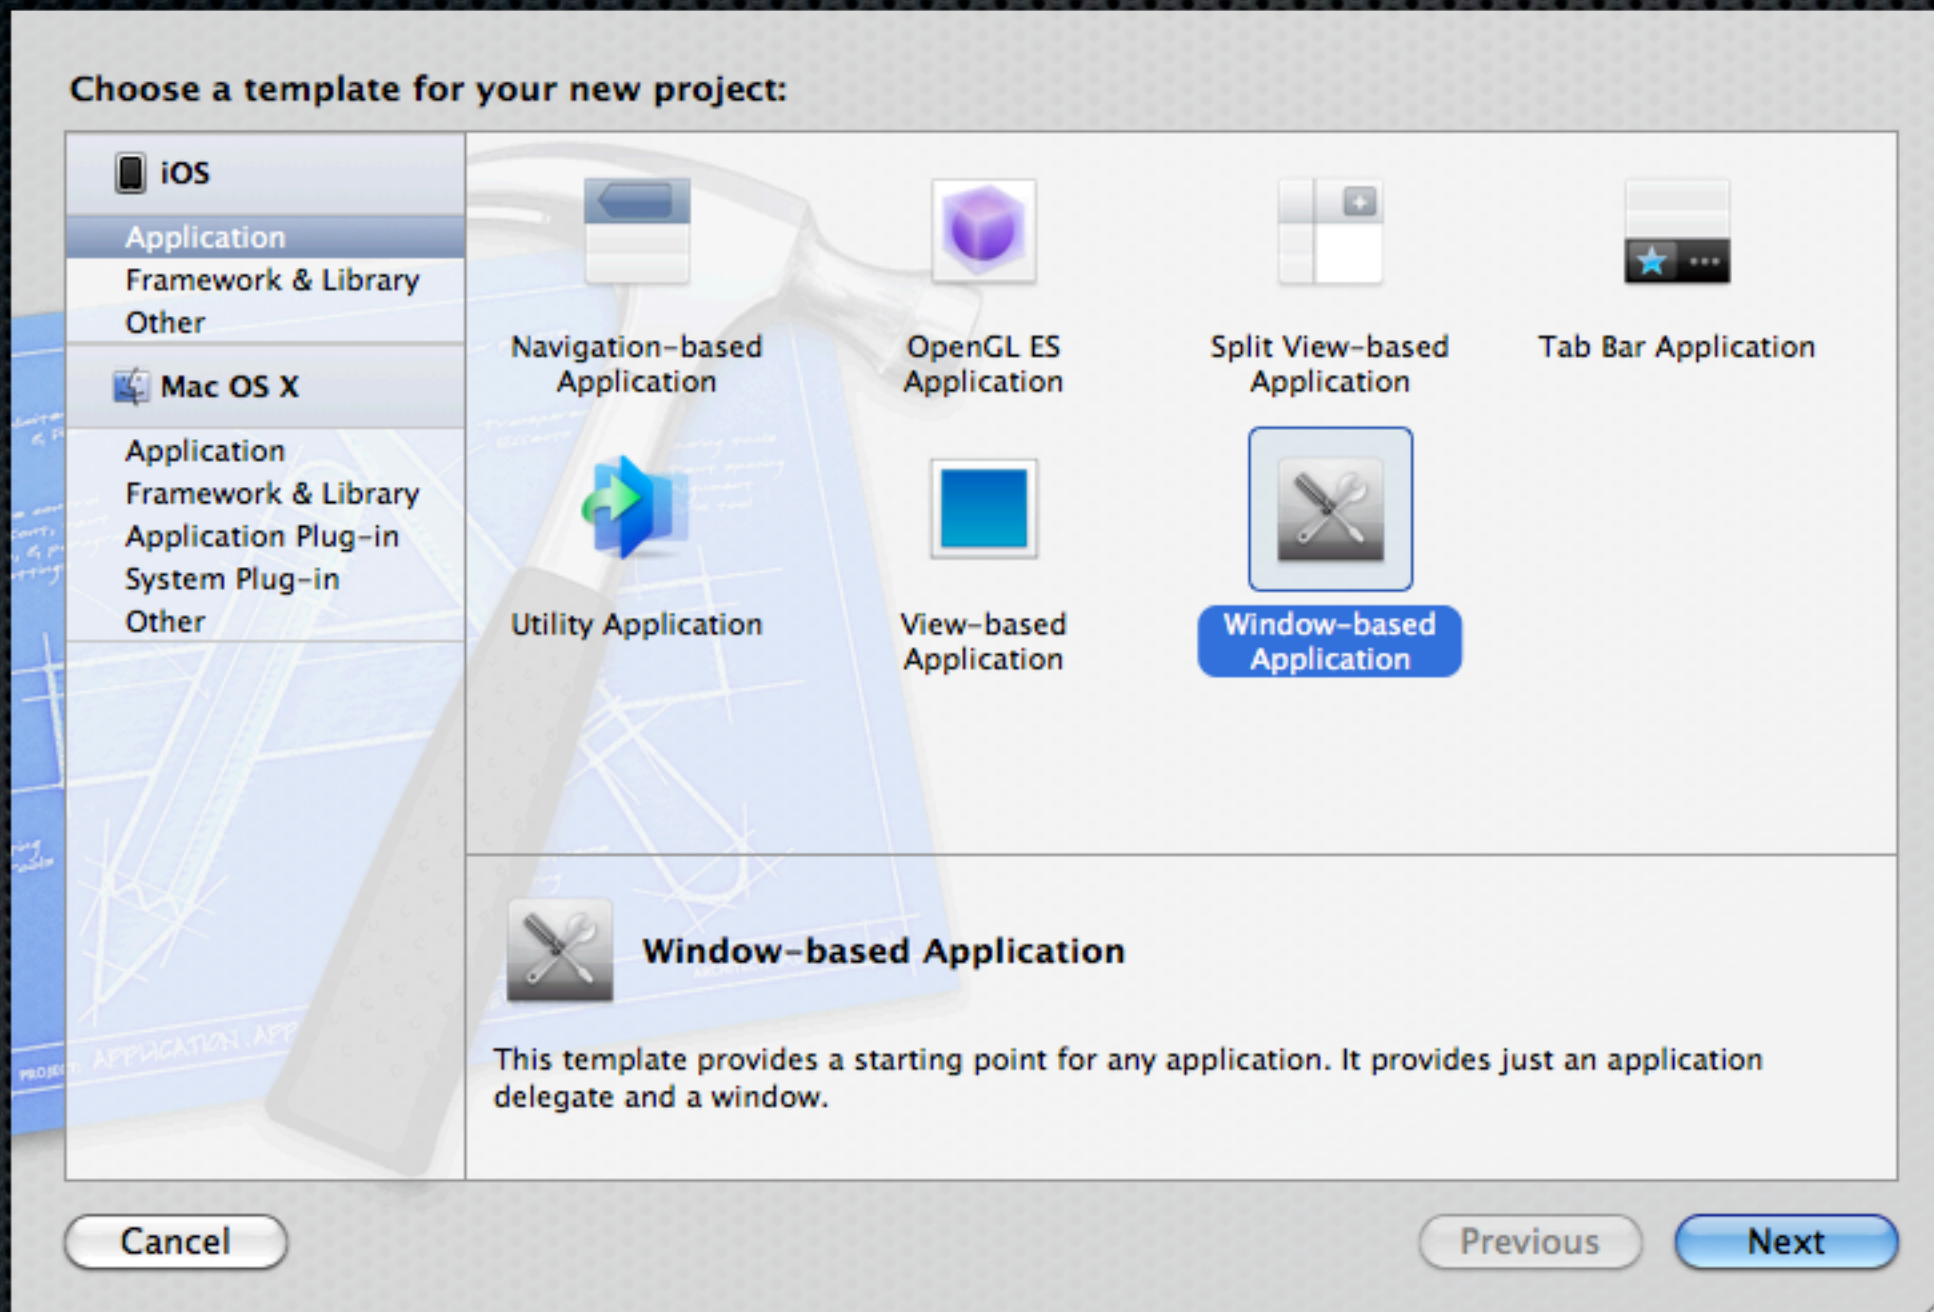 Choose a template for your new project:
iOS
Application
Framework & Library
Other
Mac OS X
Application
Framework & Library
Application Plug-in
System Plug-in
Other
Navigation-based
Application
OpenGL ES
Application
Split View-based
Application
Tab Bar Application
Utility Application
View-based
Application
Window-based
Application
Window-based Application
This template provides a starting point for any application. It provides just an application
delegate and a window.
PROJECT: APPLICATION.APP
Cancel
Previous
Next